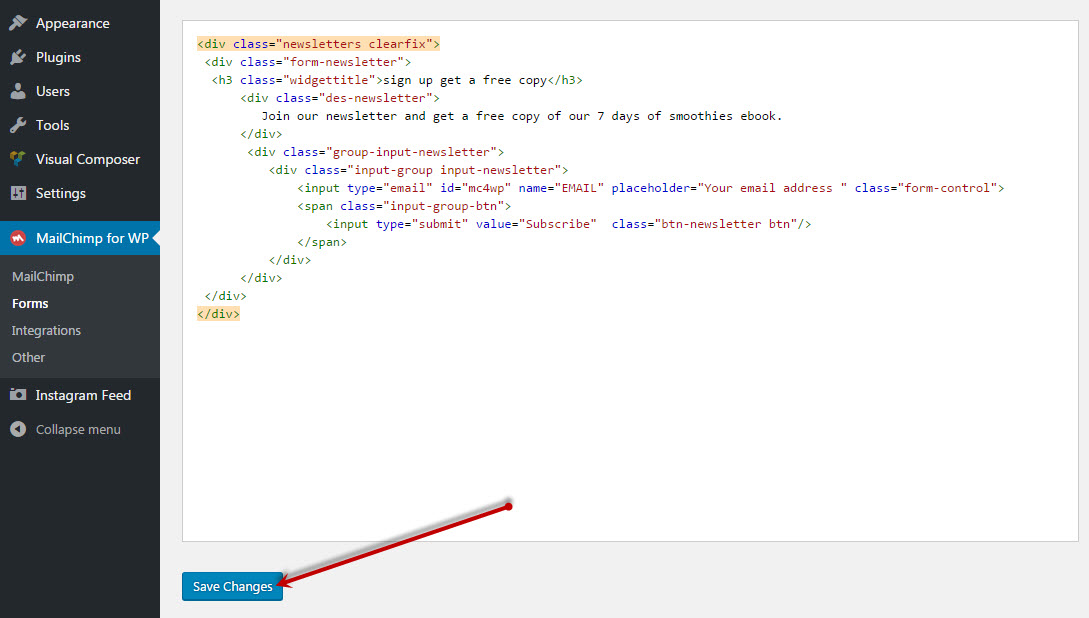 Appearance
Plugins
Users
Tools
Visual Composer
Settings
MailChimp for WP
MailChimp
Forms
Integrations
Other
Instagram Feed
Collapse menu
<div class="newsletters clearfix">
<div class="form-newsletter">
<h3 class="widgettitle">sign up get a free copy</h3>
<div class="des-newsletter">
Join our newsletter and get a free copy of our 7 days of smoothies ebook.
</div>
<div class="group-input-newsletter">
<div class="input-group input-newsletter">
<input type="email" id="mc4wp" name="EMAIL" placeholder="Your email address " class="form-control">
<span class="input-group-btn">
<input type="submit" value="Subscribe"  class="btn-newsletter btn"/>
</span>
</div>
</div>
</div>
</div>
Save Changes